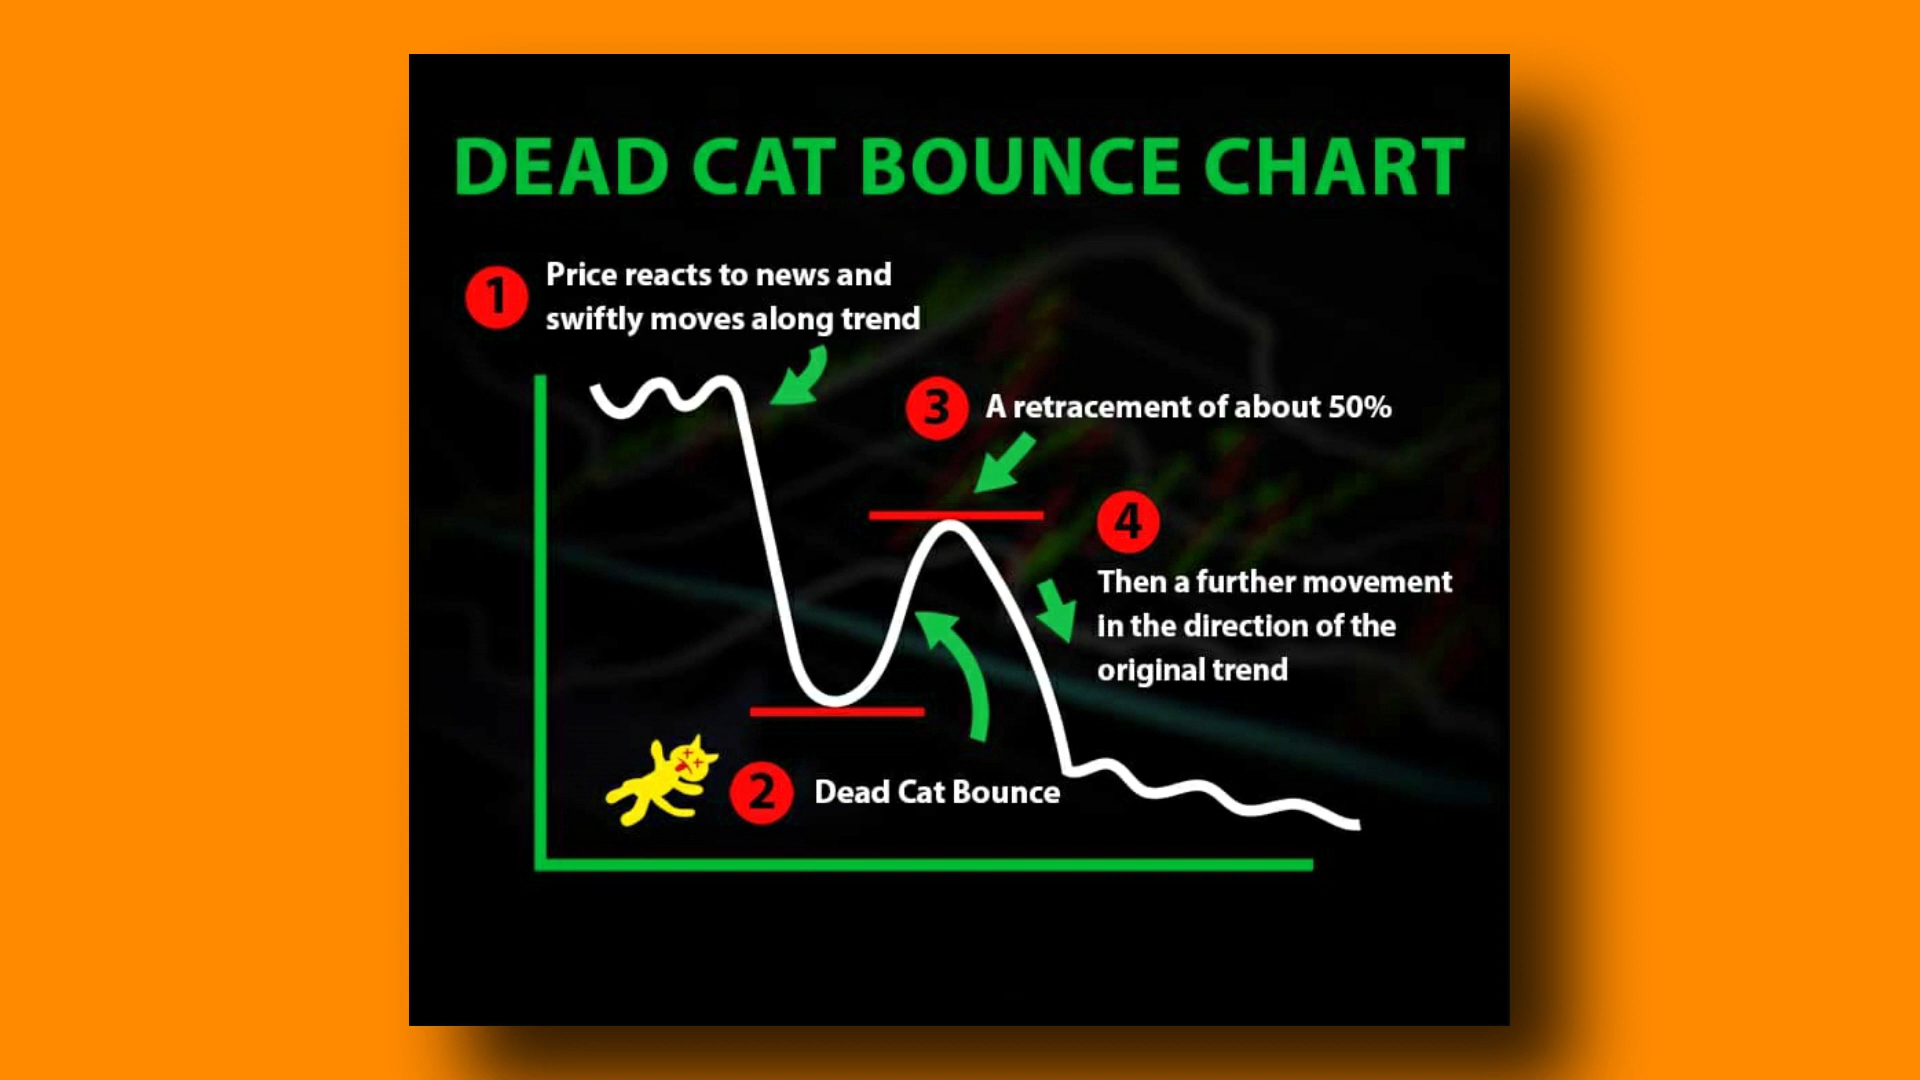 DEAD CAT BOUNCE CHART
1
Price reacts to news and
swiftly moves along trend
3
A retracement of about 50%
4
Then a further movement
in the direction of the
original trend
2
Dead Cat Bounce